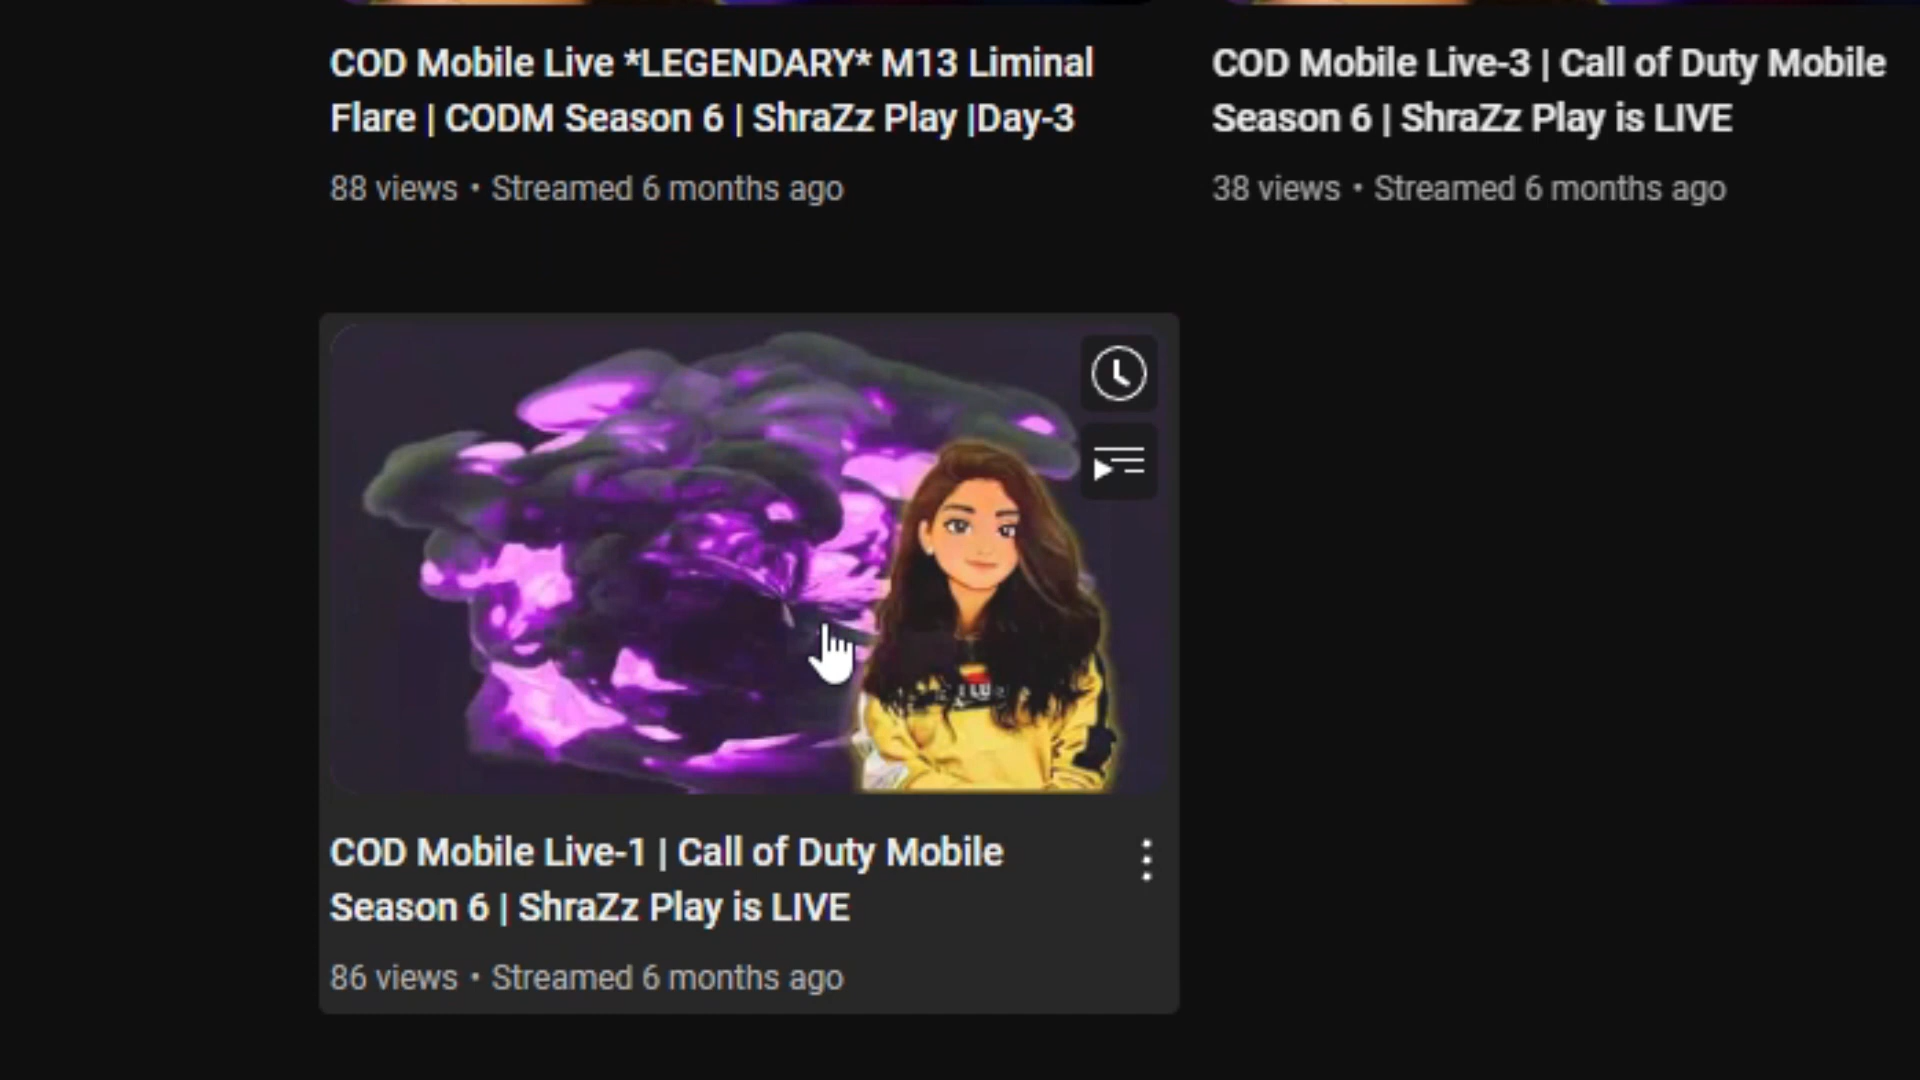 COD Mobile Live *LEGENDARY* M13 Liminal
Flare | CODM Season 6 | ShraZz Play |Day-3
88 views • Streamed 6 months ago
COD Mobile Live-3 | Call of Duty Mobile
Season 6 | ShraZz Play is LIVE
38 views • Streamed 6 months ago
COD Mobile Live-1 | Call of Duty Mobile
Season 6 | ShraZz Play is LIVE
86 views • Streamed 6 months ago